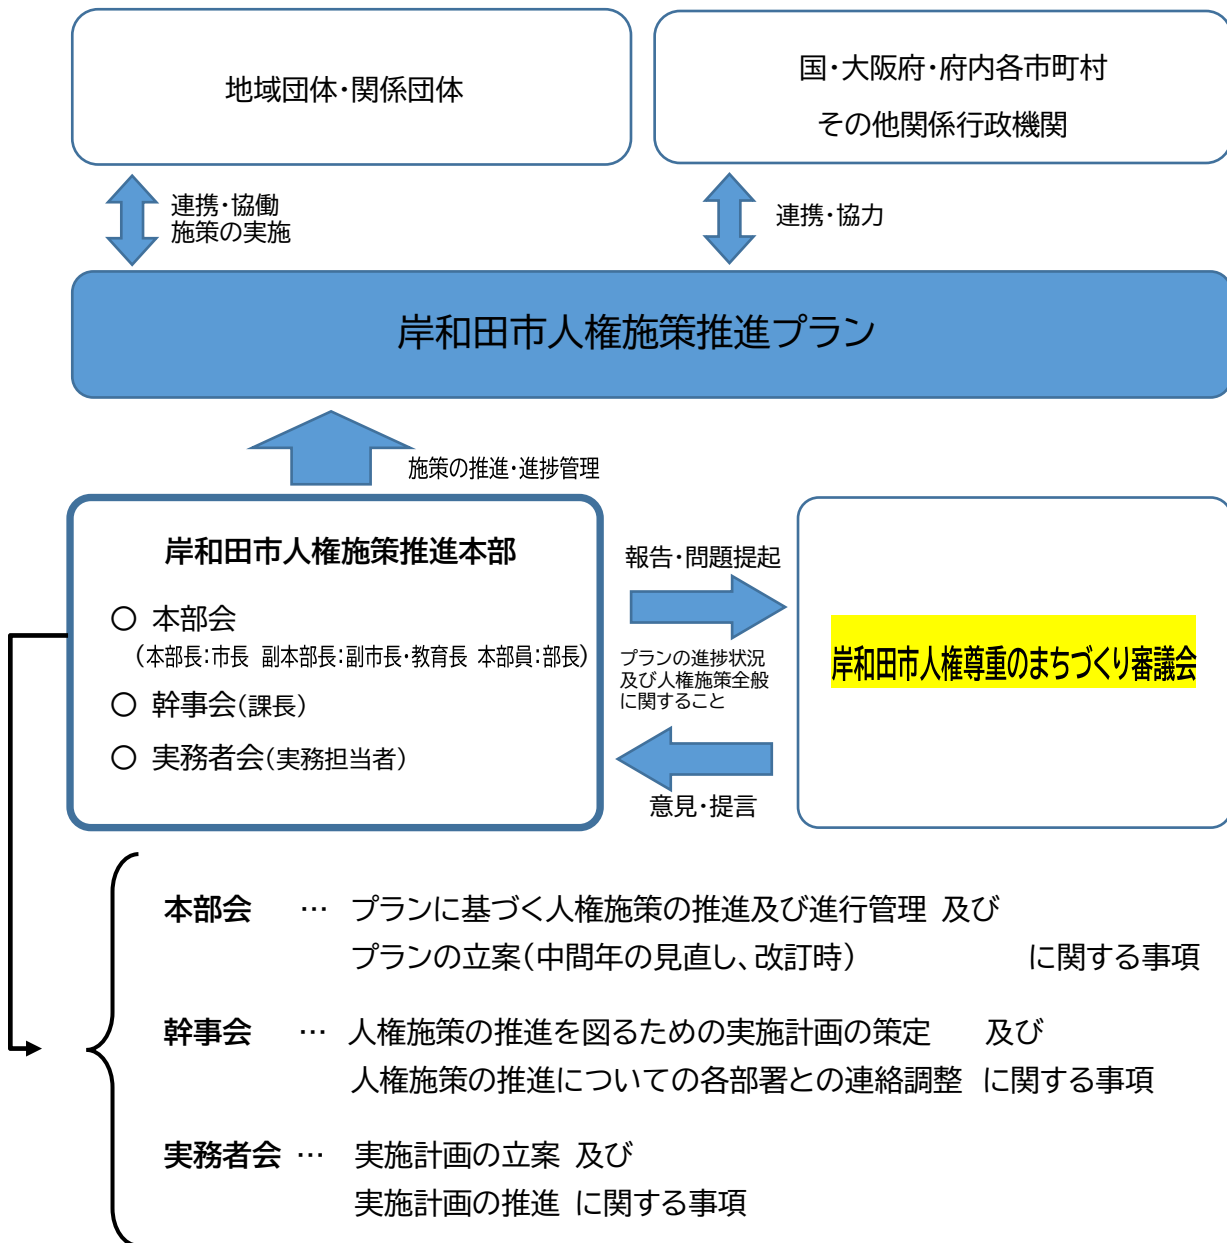 地域団体・関係団体
国・大阪府・府内各市町村
その他関係行政機関
連携・協働
施策の実施
連携・協力
岸和田市人権施策推進プラン
施策の推進・進捗管理
岸和田市人権施策推進本部
○ 本部会
（本部長：市長 副本部長：副市長・教育長 本部員：部長）
○ 幹事会（課長）
○ 実務者会（実務担当者）
報告・問題提起
プランの進捗状況
及び人権施策全般
に関すること
意見・提言
岸和田市人権尊重のまちづくり審議会
本部会 … プランに基づく人権施策の推進及び進行管理 及び
プランの立案（中間年の見直し、改訂時） に関する事項
幹事会 … 人権施策の推進を図るための実施計画の策定 及び
人権施策の推進についての各部署との連絡調整 に関する事項
実務者会 … 実施計画の立案 及び
実施計画の推進 に関する事項